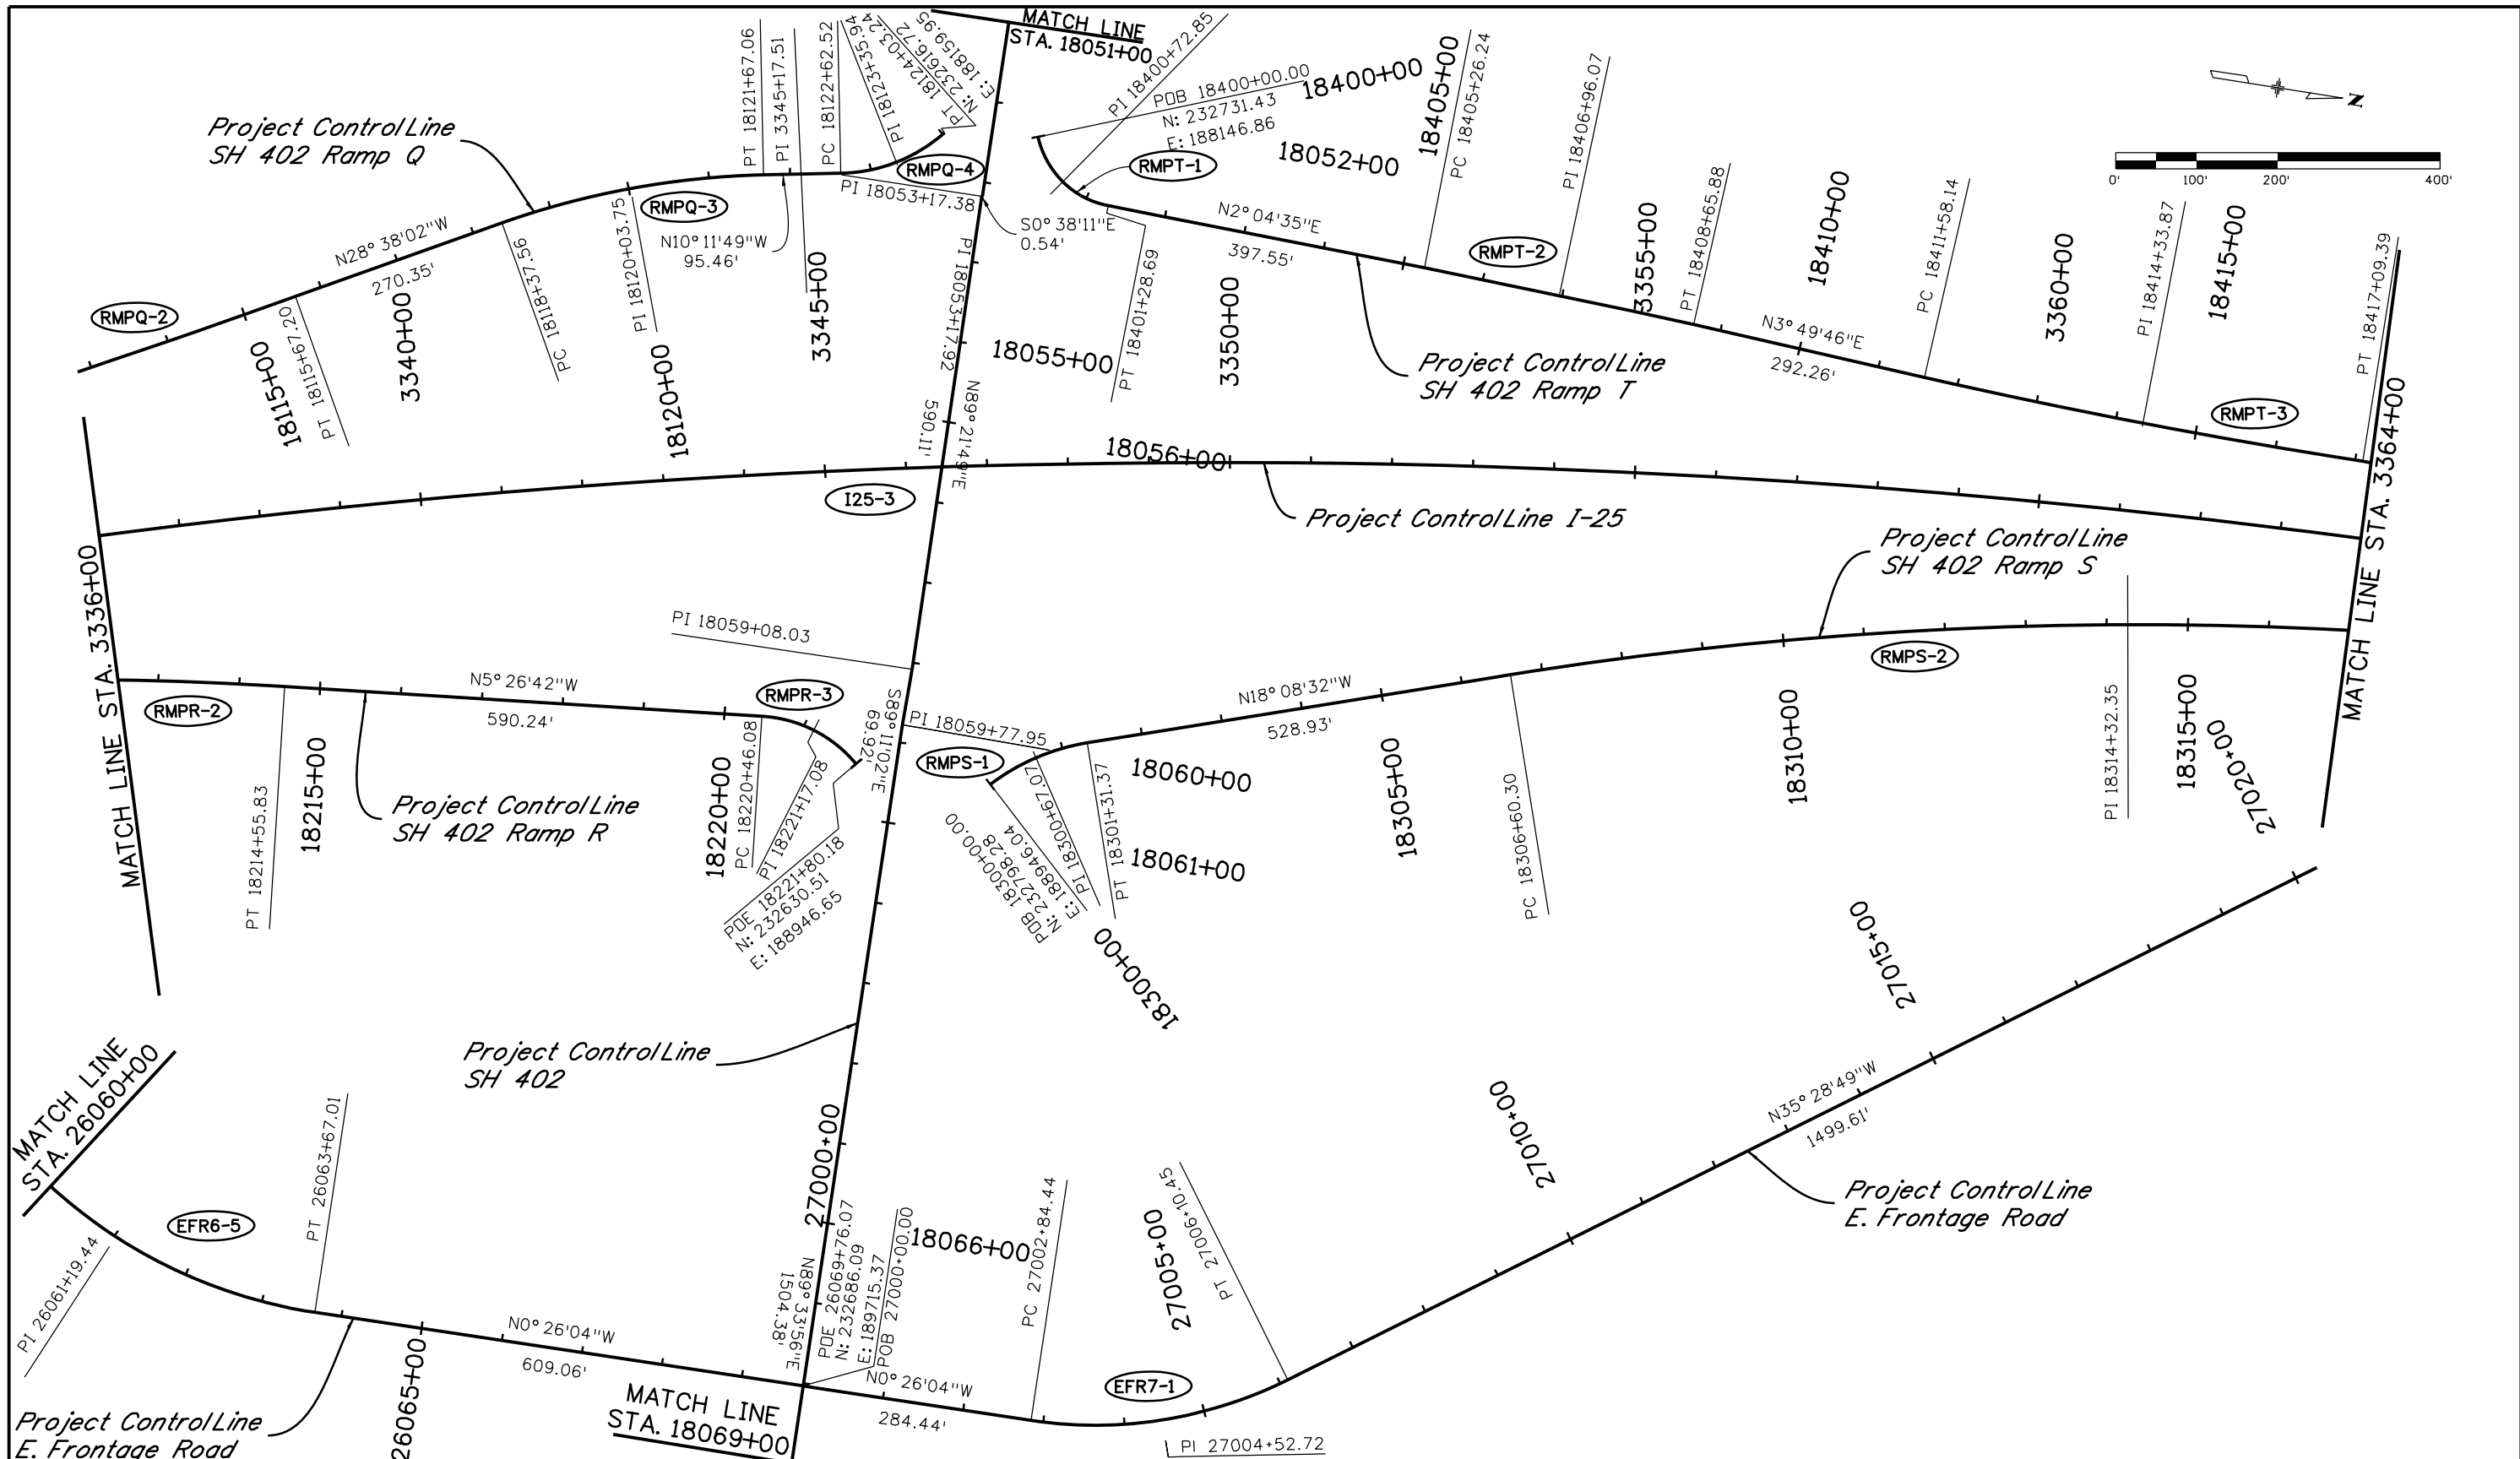 MATCH LINE
STA. 18051+00
PT 18121+67.06
PI 3345+17.51
PC 18122+62.52
PI 18123+35.94
PT 18124+03.24
N: 232616.72
E: 188159.95
PI 18400+72.85
POB 18400+00.00
N: 232731.43
E: 188146.86
18400+00
18052+00
18405+00
PC 18405+26.24
PI 18406+96.07
N
0'
100'
200'
400'
Project Control Line
SH 402 Ramp Q
RMPQ-4
RMPT-1
PI 18053+17.38
RMPQ-3
N28° 38'02"W
270.35'
PI 18120+03.75
N10° 11'49"W
95.46'
S0° 38'11"E
0.54'
N2° 04'35"E
397.55'
RMPT-2
3355+00
PT 18408+65.88
18410+00
PC 18411+58.14
3360+00
PI 18414+33.87
18415+00
PT 18417+09.39
RMPQ-2
18115+00
PT 18115+67.20
3340+00
PC 18118+37.56
18120+00
3345+00
PI 18053+17.92
18055+00
PT 18401+28.69
3350+00
N3° 49'46"E
292.26'
Project Control Line
SH 402 Ramp T
RMPT-3
590.11'
N89° 21'49"E
18056+00
I25-3
Project Control Line I-25
MATCH LINE STA. 3364+00
Project Control Line
SH 402 Ramp S
MATCH LINE STA. 3336+00
PI 18059+08.03
N5° 26'42"W
590.24'
RMPR-3
RMPR-2
S89° 11'02"E
69.92'
PI 18059+77.95
RMPS-1
N18° 08'32"W
528.93'
RMPS-2
PI 18314+32.35
18315+00
27020+00
PT 18214+55.83
18215+00
Project Control Line
SH 402 Ramp R
18220+00
PC 18220+46.08
PI 18221+17.08
POE 18221+80.18
N: 232630.51
E: 188946.65
POB 18300+00.00
N: 232798.28
E: 188946.04
PI 18300+67.07
PT 18301+31.37
18060+00
18061+00
18300+00
18305+00
PC 18306+60.30
18310+00
27015+00
Project Control Line
SH 402
MATCH LINE
STA. 26060+00
PT 26063+67.01
EFR6-5
PI 26061+19.44
27000+00
N89° 33'56"E
1504.38'
POE 26069+76.07
N: 232686.09
E: 189715.37
POB 27000+00.00
18066+00
PC 27002+84.44
27005+00
PT 27006+10.45
27010+00
N35° 28'49"W
1499.61'
Project Control Line
E. Frontage Road
N0° 26'04"W
609.06'
26065+00
Project Control Line
E. Frontage Road
MATCH LINE
STA. 18069+00
N0° 26'04"W
284.44'
EFR7-1
PI 27004+52.72